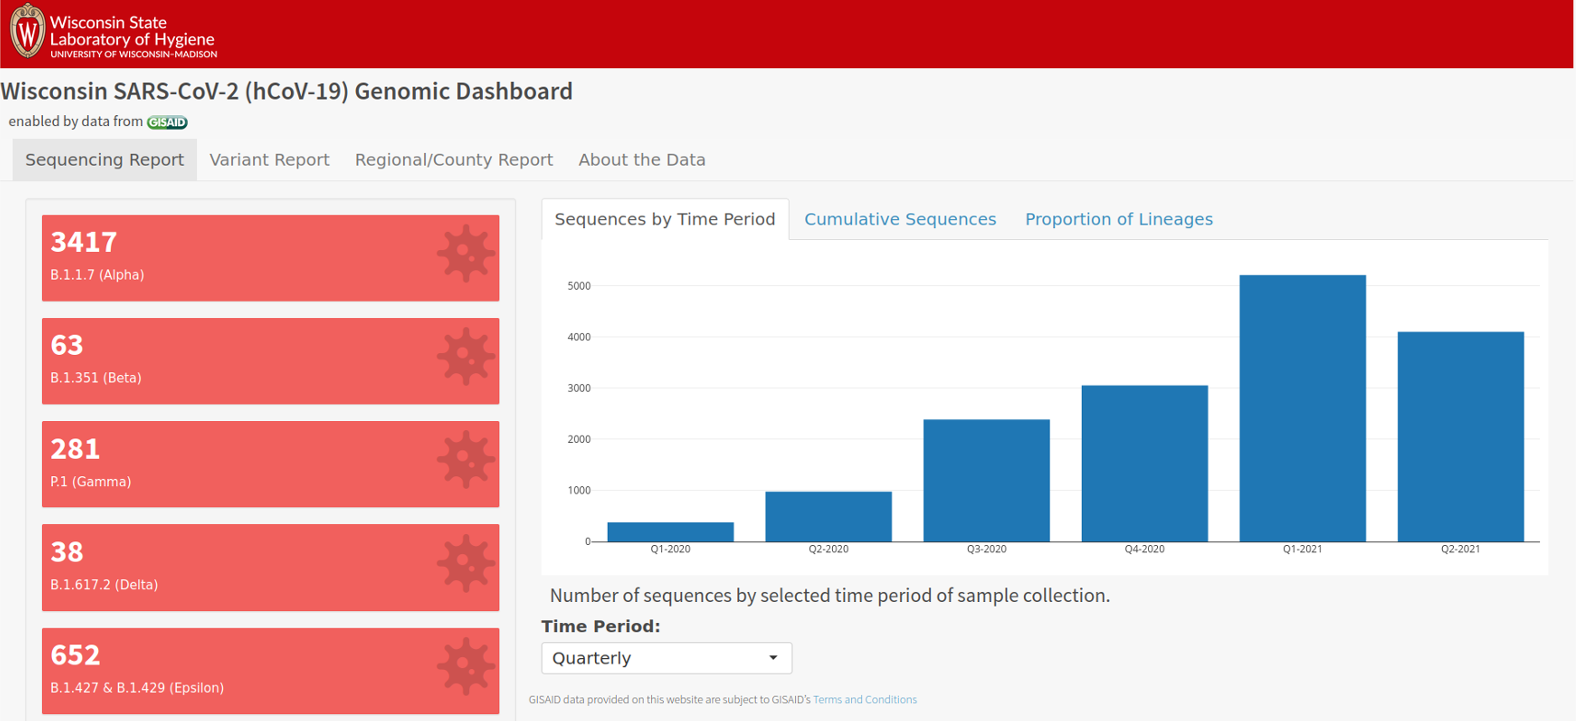 Wisconsin State
Laboratory of Hygiene
UNIVERSITY OF WISCONSIN–MADISON
Wisconsin SARS-CoV-2 (hCoV-19) Genomic Dashboard
enabled by data from GISAID
Sequencing Report Variant Report Regional/County Report About the Data
3417
B.1.1.7 (Alpha)
63
B.1.351 (Beta)
281
P.1 (Gamma)
38
B.1.617.2 (Delta)
652
B.1.427 & B.1.429 (Epsilon)
Sequences by Time Period Cumulative Sequences Proportion of Lineages
5000
4000
3000
2000
1000
0
Q1-2020 Q2-2020 Q3-2020 Q4-2020 Q1-2021 Q2-2021
Number of sequences by selected time period of sample collection.
Time Period:
Quarterly
GISAID data provided on this website are subject to GISAID's Terms and Conditions